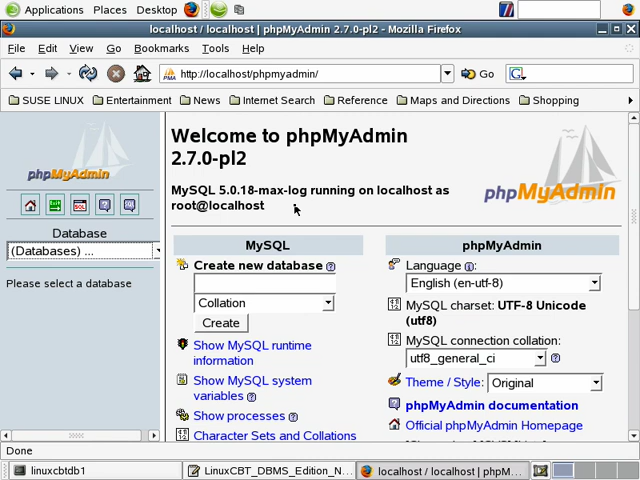 Applications Places Desktop
localhost / localhost | phpMyAdmin 2.7.0-pl2 - Mozilla Firefox
File Edit View Go Bookmarks Tools Help
http://localhost/phpmyadmin/
Go
SUSE LINUX Entertainment News Internet Search Reference Maps and Directions Shopping
phpMyAdmin
Database
(Databases) ...
Please select a database
Welcome to phpMyAdmin
2.7.0-pl2
MySQL 5.0.18-max-log running on localhost as
root@localhost
phpMyAdmin
MySQL
Create new database
Collation
Create
Show MySQL runtime
information
Show MySQL system
variables
Show processes
Character Sets and Collations
phpMyAdmin
Language :
English (en-utf-8)
MySQL charset: UTF-8 Unicode
(utf8)
MySQL connection collation:
utf8_general_ci
Theme / Style: Original
phpMyAdmin documentation
Official phpMyAdmin Homepage
Done
linuxcbtdb1
LinuxCBT_DBMS_Edition_N...
localhost / localhost | phpM...